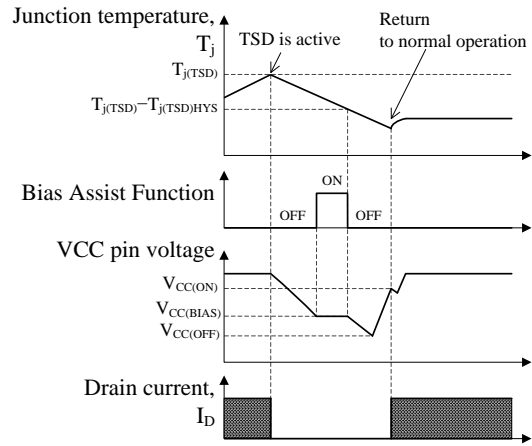 Junction temperature,
Tj
TSD is active
Return
to normal operation
Tj(TSD)
Tj(TSD)−Tj(TSD)HYS
Bias Assist Function
ON
OFF
OFF
VCC pin voltage
VCC(ON)
VCC(BIAS)
VCC(OFF)
Drain current,
ID